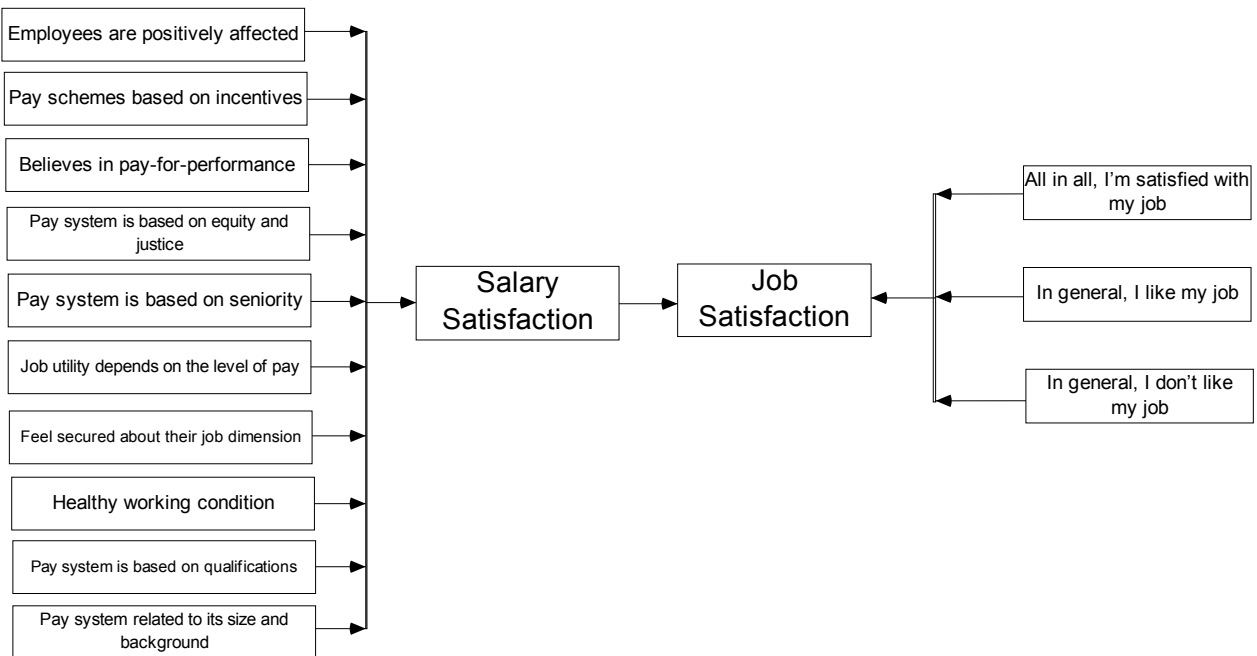 Employees are positively affected
Pay schemes based on incentives
Believes in pay-for-performance
Pay system is based on equity and
justice
Pay system is based on seniority
Job utility depends on the level of pay
Feel secured about their job dimension
Healthy working condition
Pay system is based on qualifications
Pay system related to its size and
background
Salary
Satisfaction
Job
Satisfaction
All in all, I’m satisfied with
my job
In general, I like my job
In general, I don’t like
my job